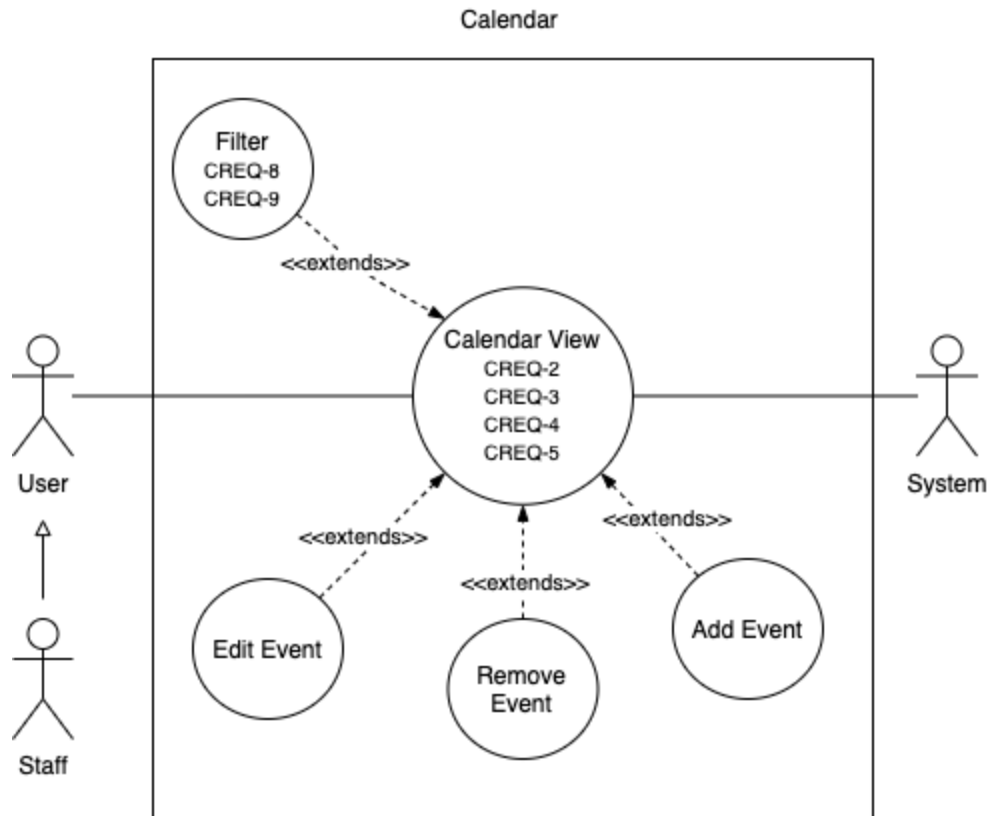 Calendar
Filter
CREQ-8
CREQ-9
<<extends>>
Calendar View
CREQ-2
CREQ-3
CREQ-4
CREQ-5
User
System
<<extends>>
<<extends>>
<<extends>>
Edit Event
Remove
Event
Add Event
Staff